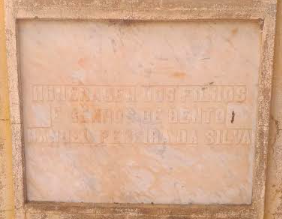 HOMENAGEM DOS FILHOS
E GENROS DE BENTO
PEREIRA DA SILVA